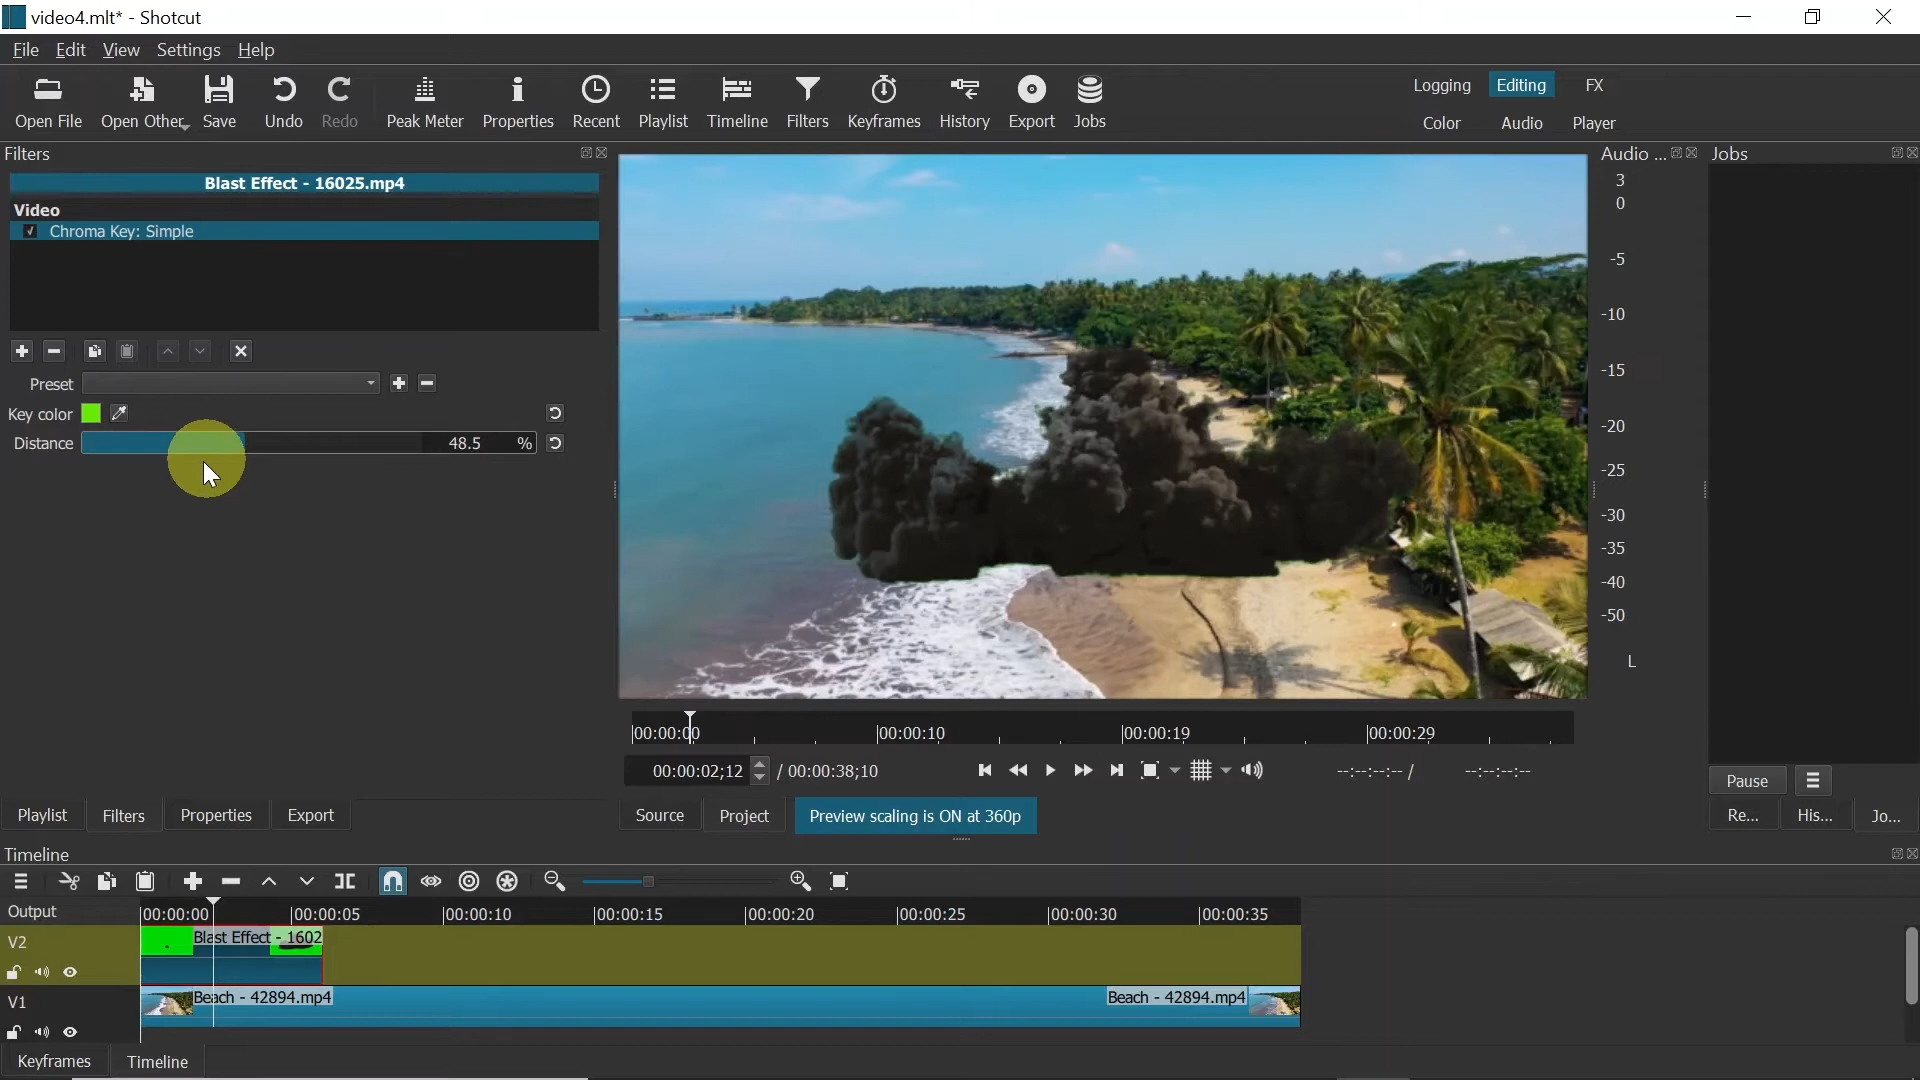 video4.mlt* - Shotcut
File Edit View Settings Help
Open File Open Other Save Undo Redo Peak Meter Properties Recent Playlist Timeline Filters Keyframes History Export Jobs
Logging Editing FX
Color Audio Player
Filters
Audio ...
Jobs
Blast Effect - 16025.mp4
Video
Chroma Key: Simple
Preset
Key color
Distance 48.5 %
3
0
-5
-10
-15
-20
-25
-30
-35
-40
-50
L
00:00:00 00:00:10 00:00:19 00:00:29
00:00:02;12 / 00:00:38;10
--:--:--:-- / --:--:--:--
Pause
Playlist Filters Properties Export
Source Project Preview scaling is ON at 360p
Re... His... Jo...
Timeline
Output
00:00:00 00:00:05 00:00:10 00:00:15 00:00:20 00:00:25 00:00:30 00:00:35
V2
Blast Effect - 1602
V1
Beach - 42894.mp4 Beach - 42894.mp4
Keyframes Timeline